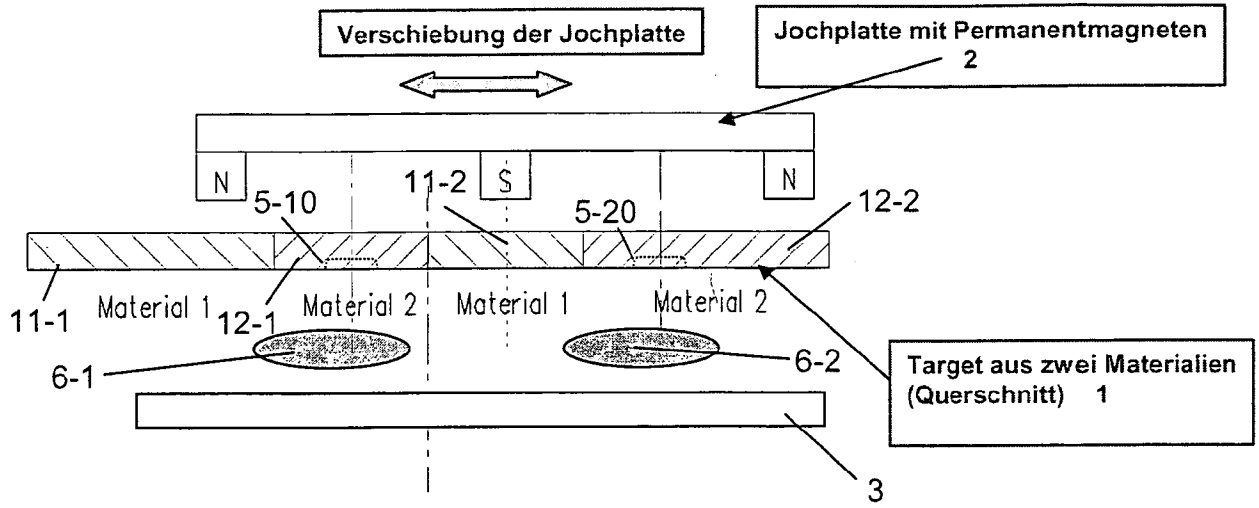 Verschiebung der Jochplatte
Jochplatte mit Permanentmagneten
2
N
11-2
S
N
5-10
5-20
12-2
11-1
Material 1
12-1
Material 2
Material 1
Material 2
6-1
6-2
Target aus zwei Materialien
(Querschnitt) 1
3